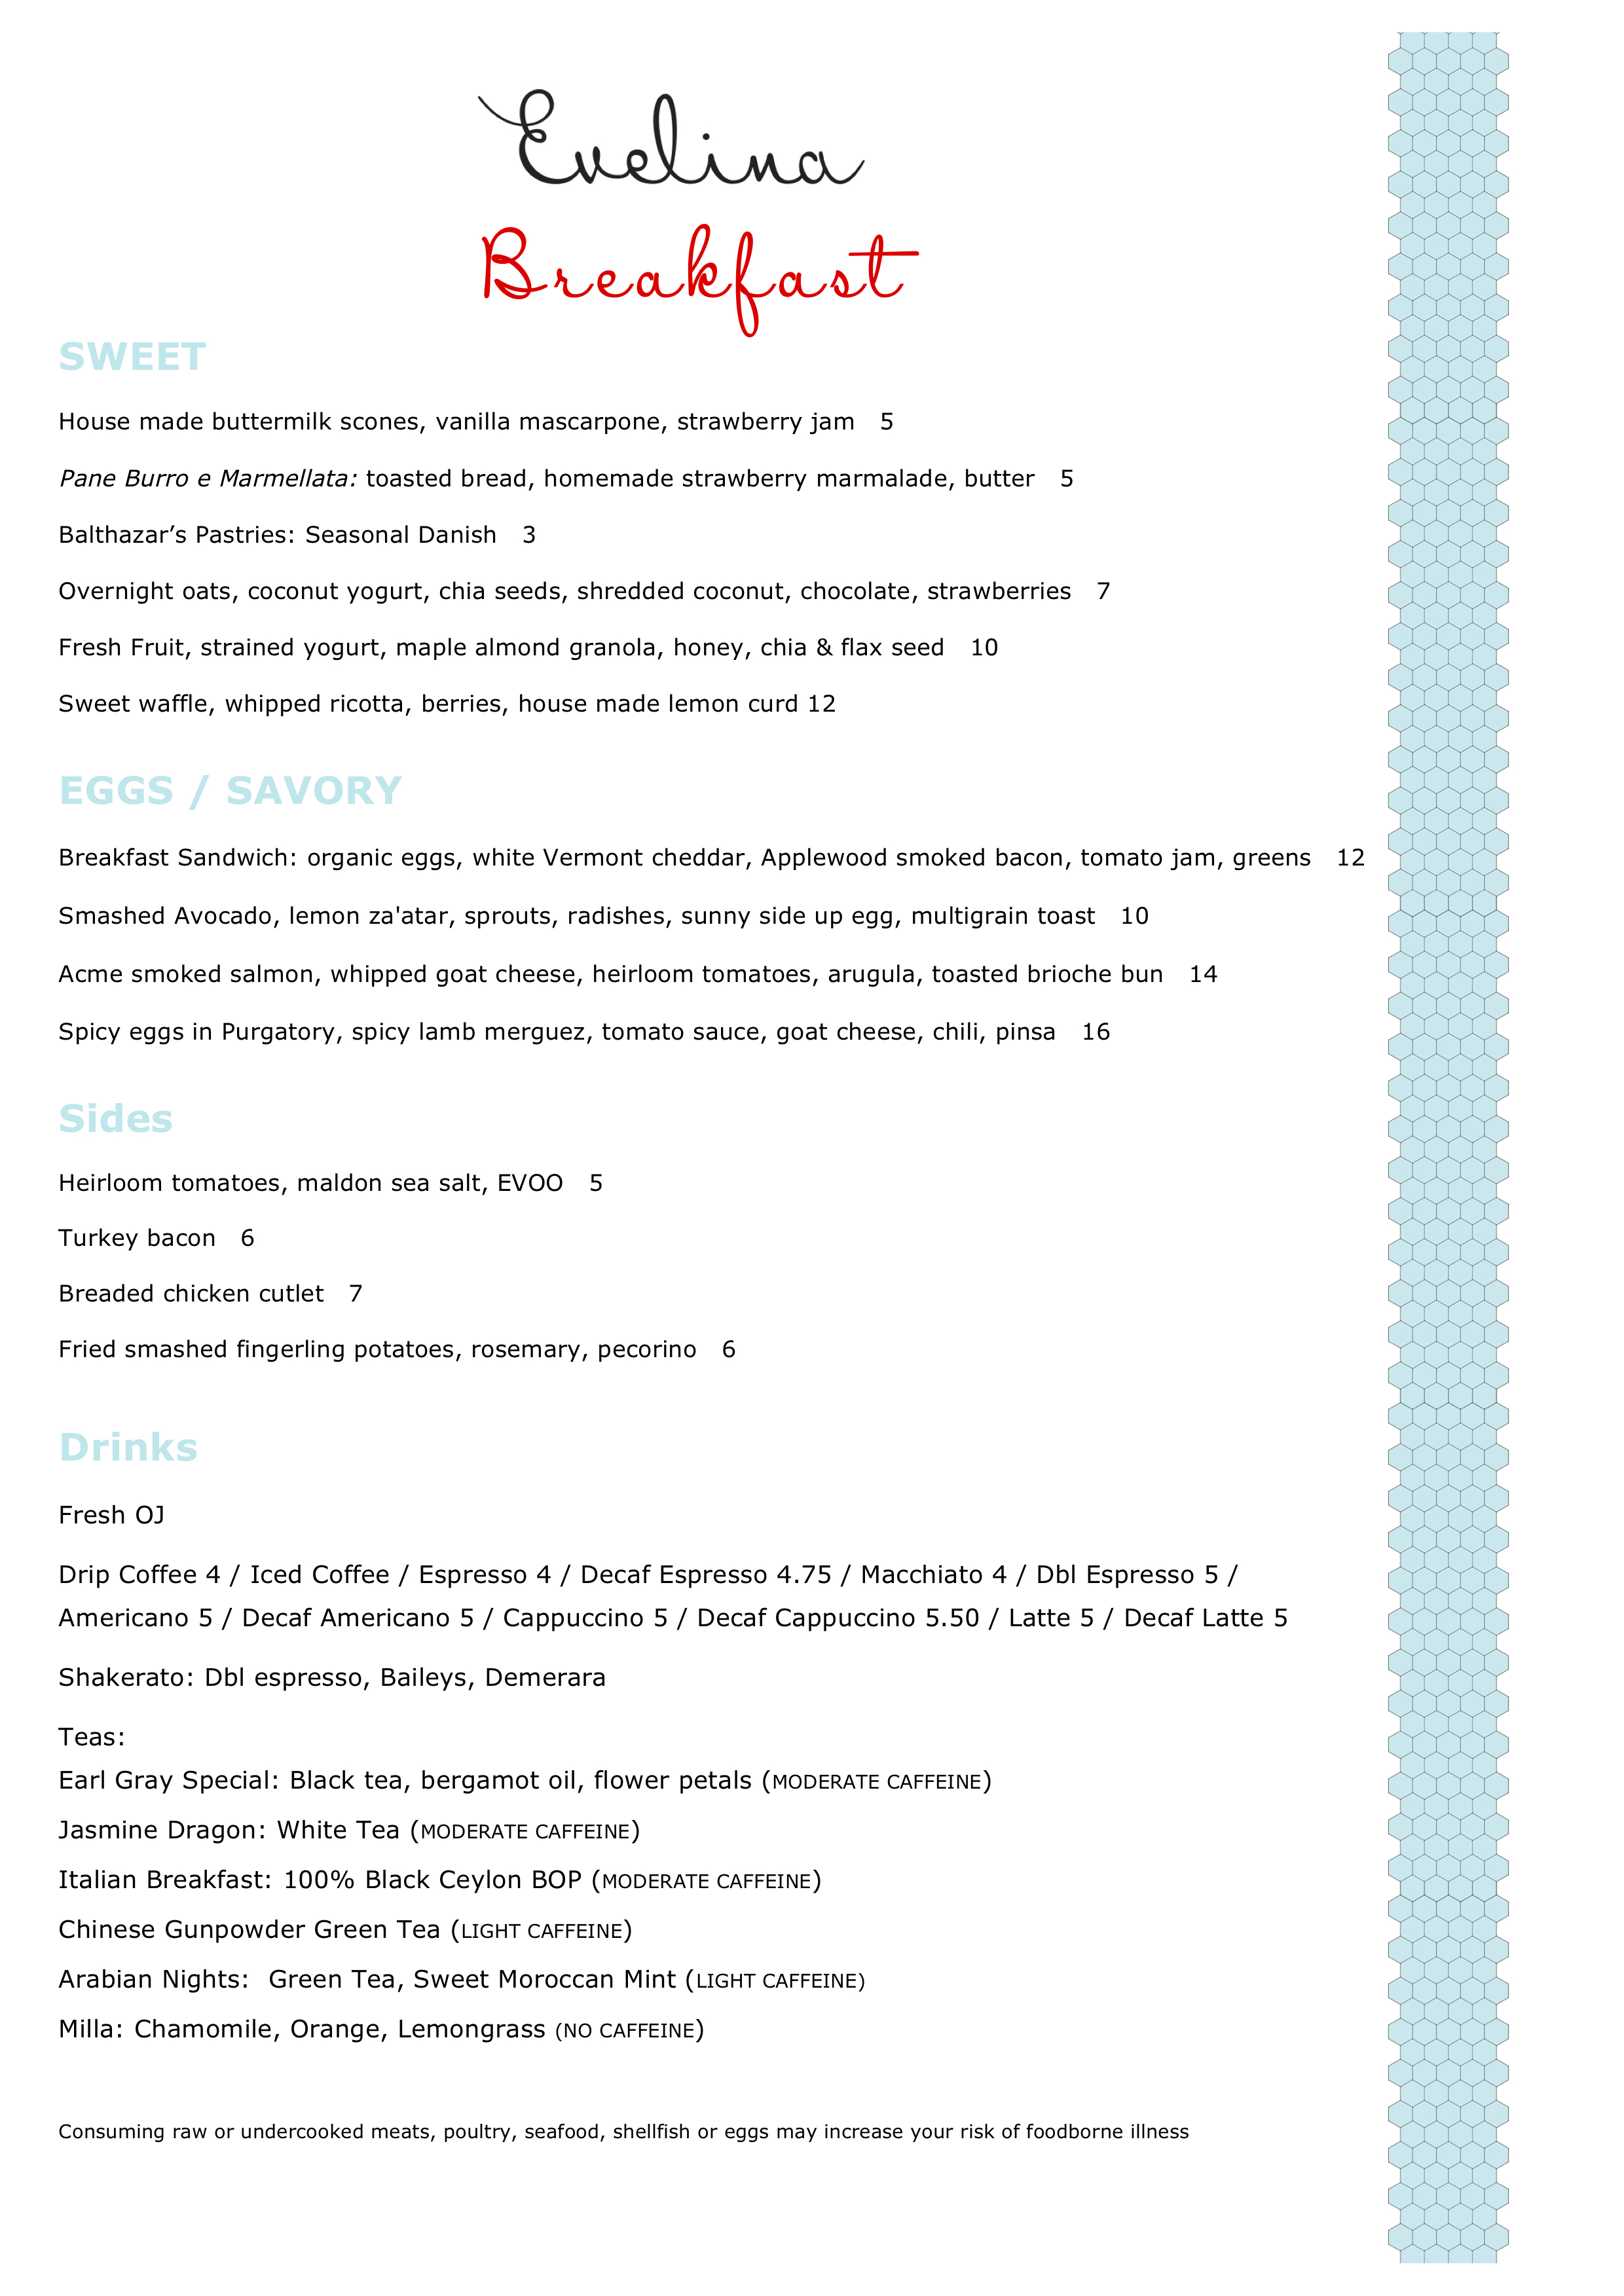 Evelina
Breakfast
SWEET
House made buttermilk scones, vanilla mascarpone, strawberry jam 5
Pane Burro e Marmellata: toasted bread, homemade strawberry marmalade, butter 5
Balthazar’s Pastries: Seasonal Danish 3
Overnight oats, coconut yogurt, chia seeds, shredded coconut, chocolate, strawberries 7
Fresh Fruit, strained yogurt, maple almond granola, honey, chia & flax seed 10
Sweet waffle, whipped ricotta, berries, house made lemon curd 12
EGGS / SAVORY
Breakfast Sandwich: organic eggs, white Vermont cheddar, Applewood smoked bacon, tomato jam, greens 12
Smashed Avocado, lemon za'atar, sprouts, radishes, sunny side up egg, multigrain toast 10
Acme smoked salmon, whipped goat cheese, heirloom tomatoes, arugula, toasted brioche bun 14
Spicy eggs in Purgatory, spicy lamb merguez, tomato sauce, goat cheese, chili, pinsa 16
Sides
Heirloom tomatoes, maldon sea salt, EVOO 5
Turkey bacon 6
Breaded chicken cutlet 7
Fried smashed fingerling potatoes, rosemary, pecorino 6
Drinks
Fresh OJ
Drip Coffee 4 / Iced Coffee / Espresso 4 / Decaf Espresso 4.75 / Macchiato 4 / Dbl Espresso 5 /
Americano 5 / Decaf Americano 5 / Cappuccino 5 / Decaf Cappuccino 5.50 / Latte 5 / Decaf Latte 5
Shakerato: Dbl espresso, Baileys, Demerara
Teas:
Earl Gray Special: Black tea, bergamot oil, flower petals (MODERATE CAFFEINE)
Jasmine Dragon: White Tea (MODERATE CAFFEINE)
Italian Breakfast: 100% Black Ceylon BOP (MODERATE CAFFEINE)
Chinese Gunpowder Green Tea (LIGHT CAFFEINE)
Arabian Nights: Green Tea, Sweet Moroccan Mint (LIGHT CAFFEINE)
Milla: Chamomile, Orange, Lemongrass (NO CAFFEINE)
Consuming raw or undercooked meats, poultry, seafood, shellfish or eggs may increase your risk of foodborne illness